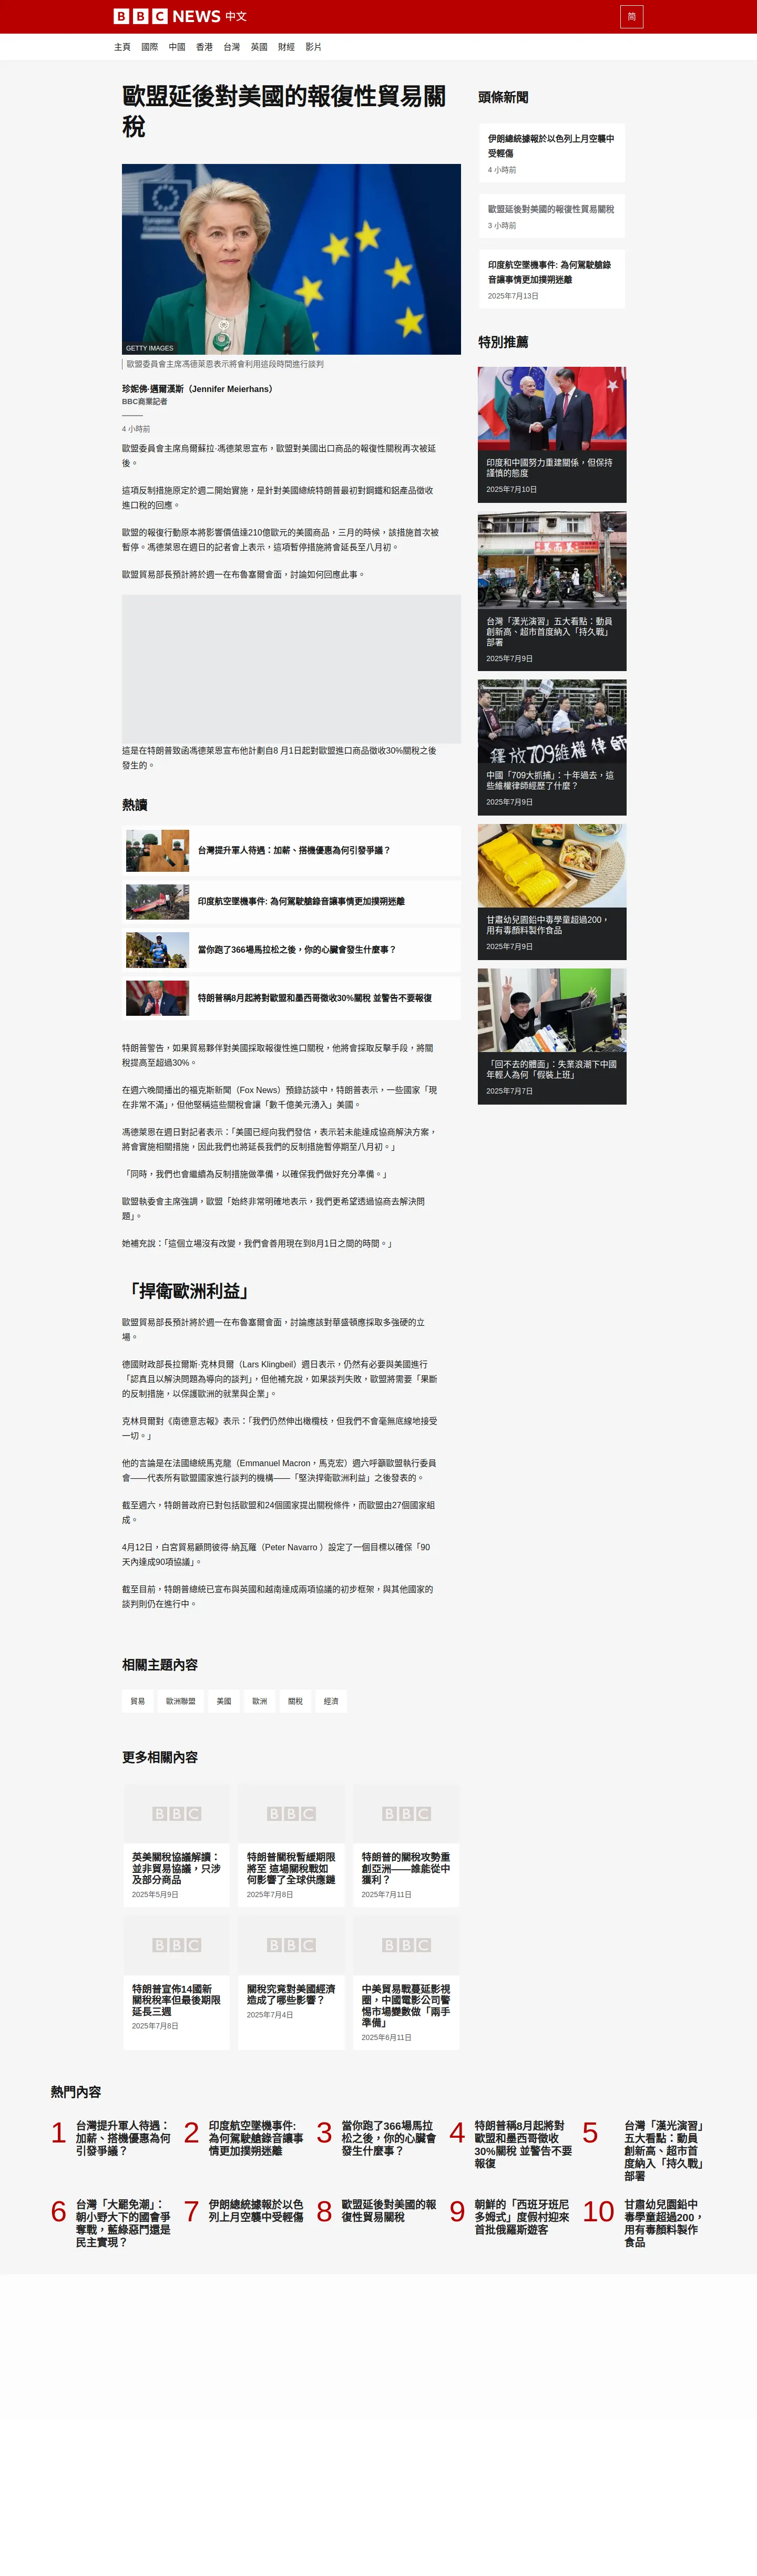 BBC NEWS 中文
简
主頁 國際 中國 香港 台灣 英國 財經 影片
歐盟延後對美國的報復性貿易關
稅
GETTY IMAGES
歐盟委員會主席馮德萊恩表示將會利用這段時間進行談判
珍妮佛·邁爾漢斯（Jennifer Meierhans）
BBC商業記者
4 小時前
歐盟委員會主席烏爾蘇拉·馮德萊恩宣布，歐盟對美國出口商品的報復性關稅再次被延
後。
這項反制措施原定於週二開始實施，是針對美國總統特朗普最初對鋼鐵和鋁產品徵收
進口稅的回應。
歐盟的報復行動原本將影響價值達210億歐元的美國商品，三月的時候，該措施首次被
暫停。馮德萊恩在週日的記者會上表示，這項暫停措施將會延長至八月初。
歐盟貿易部長預計將於週一在布魯塞爾會面，討論如何回應此事。
這是在特朗普致函馮德萊恩宣布他計劃自8 月1日起對歐盟進口商品徵收30%關稅之後
發生的。
熱讀
台灣提升軍人待遇：加薪、搭機優惠為何引發爭議？
印度航空墜機事件: 為何駕駛艙錄音讓事情更加撲朔迷離
當你跑了366場馬拉松之後，你的心臟會發生什麼事？
特朗普稱8月起將對歐盟和墨西哥徵收30%關稅 並警告不要報復
特朗普警告，如果貿易夥伴對美國採取報復性進口關稅，他將會採取反擊手段，將關
稅提高至超過30%。
在週六晚間播出的福克斯新聞（Fox News）預錄訪談中，特朗普表示，一些國家「現
在非常不滿」，但他堅稱這些關稅會讓「數千億美元湧入」美國。
馮德萊恩在週日對記者表示：「美國已經向我們發信，表示若未能達成協商解決方案，
將會實施相關措施，因此我們也將延長我們的反制措施暫停期至八月初。」
「同時，我們也會繼續為反制措施做準備，以確保我們做好充分準備。」
歐盟執委會主席強調，歐盟「始終非常明確地表示，我們更希望透過協商去解決問
題」。
她補充說：「這個立場沒有改變，我們會善用現在到8月1日之間的時間。」
「捍衛歐洲利益」
歐盟貿易部長預計將於週一在布魯塞爾會面，討論應該對華盛頓應採取多強硬的立
場。
德國財政部長拉爾斯·克林貝爾（Lars Klingbeil）週日表示，仍然有必要與美國進行
「認真且以解決問題為導向的談判」，但他補充說，如果談判失敗，歐盟將需要「果斷
的反制措施，以保護歐洲的就業與企業」。
克林貝爾對《南德意志報》表示：「我們仍然伸出橄欖枝，但我們不會毫無底線地接受
一切。」
他的言論是在法國總統馬克龍（Emmanuel Macron，馬克宏）週六呼籲歐盟執行委員
會——代表所有歐盟國家進行談判的機構——「堅決捍衛歐洲利益」之後發表的。
截至週六，特朗普政府已對包括歐盟和24個國家提出關稅條件，而歐盟由27個國家組
成。
4月12日，白宮貿易顧問彼得·納瓦羅（Peter Navarro ）設定了一個目標以確保「90
天內達成90項協議」。
截至目前，特朗普總統已宣布與英國和越南達成兩項協議的初步框架，與其他國家的
談判則仍在進行中。
相關主題內容
貿易 歐洲聯盟 美國 歐洲 關稅 經濟
更多相關內容
BBC
英美關稅協議解讀：
並非貿易協議，只涉
及部分商品
2025年5月9日
BBC
特朗普關稅暫緩期限
將至 這場關稅戰如
何影響了全球供應鏈
2025年7月8日
BBC
特朗普的關稅攻勢重
創亞洲——誰能從中
獲利？
2025年7月11日
BBC
特朗普宣佈14國新
關稅稅率但最後期限
延長三週
2025年7月8日
BBC
關稅究竟對美國經濟
造成了哪些影響？
2025年7月4日
BBC
中美貿易戰蔓延影視
圈，中國電影公司警
惕市場變數做「兩手
準備」
2025年6月11日
頭條新聞
伊朗總統據報於以色列上月空襲中
受輕傷
4 小時前
歐盟延後對美國的報復性貿易關稅
3 小時前
印度航空墜機事件: 為何駕駛艙錄
音讓事情更加撲朔迷離
2025年7月13日
特別推薦
印度和中國努力重建關係，但保持
謹慎的態度
2025年7月10日
台灣「漢光演習」五大看點：動員
創新高、超市首度納入「持久戰」
部署
2025年7月9日
釋放709維權律師
中國「709大抓捕」：十年過去，這
些維權律師經歷了什麼？
2025年7月9日
甘肅幼兒園鉛中毒學童超過200，
用有毒顏料製作食品
2025年7月9日
「回不去的體面」：失業浪潮下中國
年輕人為何「假裝上班」
2025年7月7日
熱門內容
1 台灣提升軍人待遇：
加薪、搭機優惠為何
引發爭議？
2 印度航空墜機事件:
為何駕駛艙錄音讓事
情更加撲朔迷離
3 當你跑了366場馬拉
松之後，你的心臟會
發生什麼事？
4 特朗普稱8月起將對
歐盟和墨西哥徵收
30%關稅 並警告不要
報復
5 台灣「漢光演習」
五大看點：動員
創新高、超市首
度納入「持久戰」
部署
6 台灣「大罷免潮」：
朝小野大下的國會爭
奪戰，藍綠惡鬥還是
民主實現？
7 伊朗總統據報於以色
列上月空襲中受輕傷
8 歐盟延後對美國的報
復性貿易關稅
9 朝鮮的「西班牙班尼
多姆式」度假村迎來
首批俄羅斯遊客
10 甘肅幼兒園鉛中
毒學童超過200，
用有毒顏料製作
食品